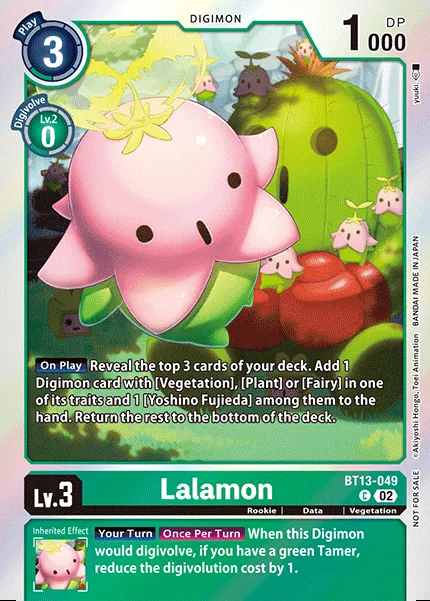 DIGIMON
Play
3
1000
DP
Digivolve
Lv.2
0
yuuki.
On Play Reveal the top 3 cards of your deck. Add 1
Digimon card with [Vegetation], [Plant] or [Fairy] in one
of its traits and 1 [Yoshino Fujieda] among them to the
hand. Return the rest to the bottom of the deck.
©Akiyoshi Hongo, Toei Animation BANDAI MADE IN JAPAN
NOT FOR SALE
Lv.3
Lalamon
BT13-049
C 02
Rookie | Data | Vegetation
Inherited Effect
Your Turn Once Per Turn When this Digimon
would digivolve, if you have a green Tamer,
reduce the digivolution cost by 1.